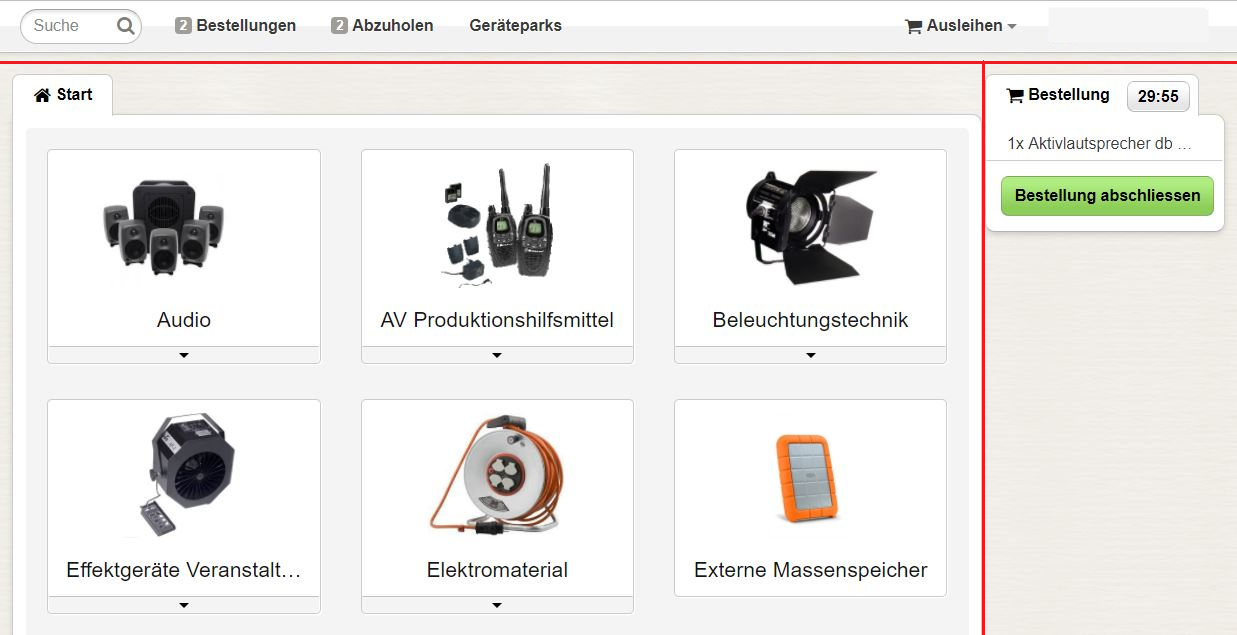 Suche
2 Bestellungen
2 Abzuholen
Geräteparks
Ausleihen
Start
Bestellung 29:55
1x Aktivlautsprecher db ...
Bestellung abschliessen
Audio
AV Produktionshilfsmittel
Beleuchtungstechnik
Effektgeräte Veranstalt...
Elektromaterial
Externe Massenspeicher